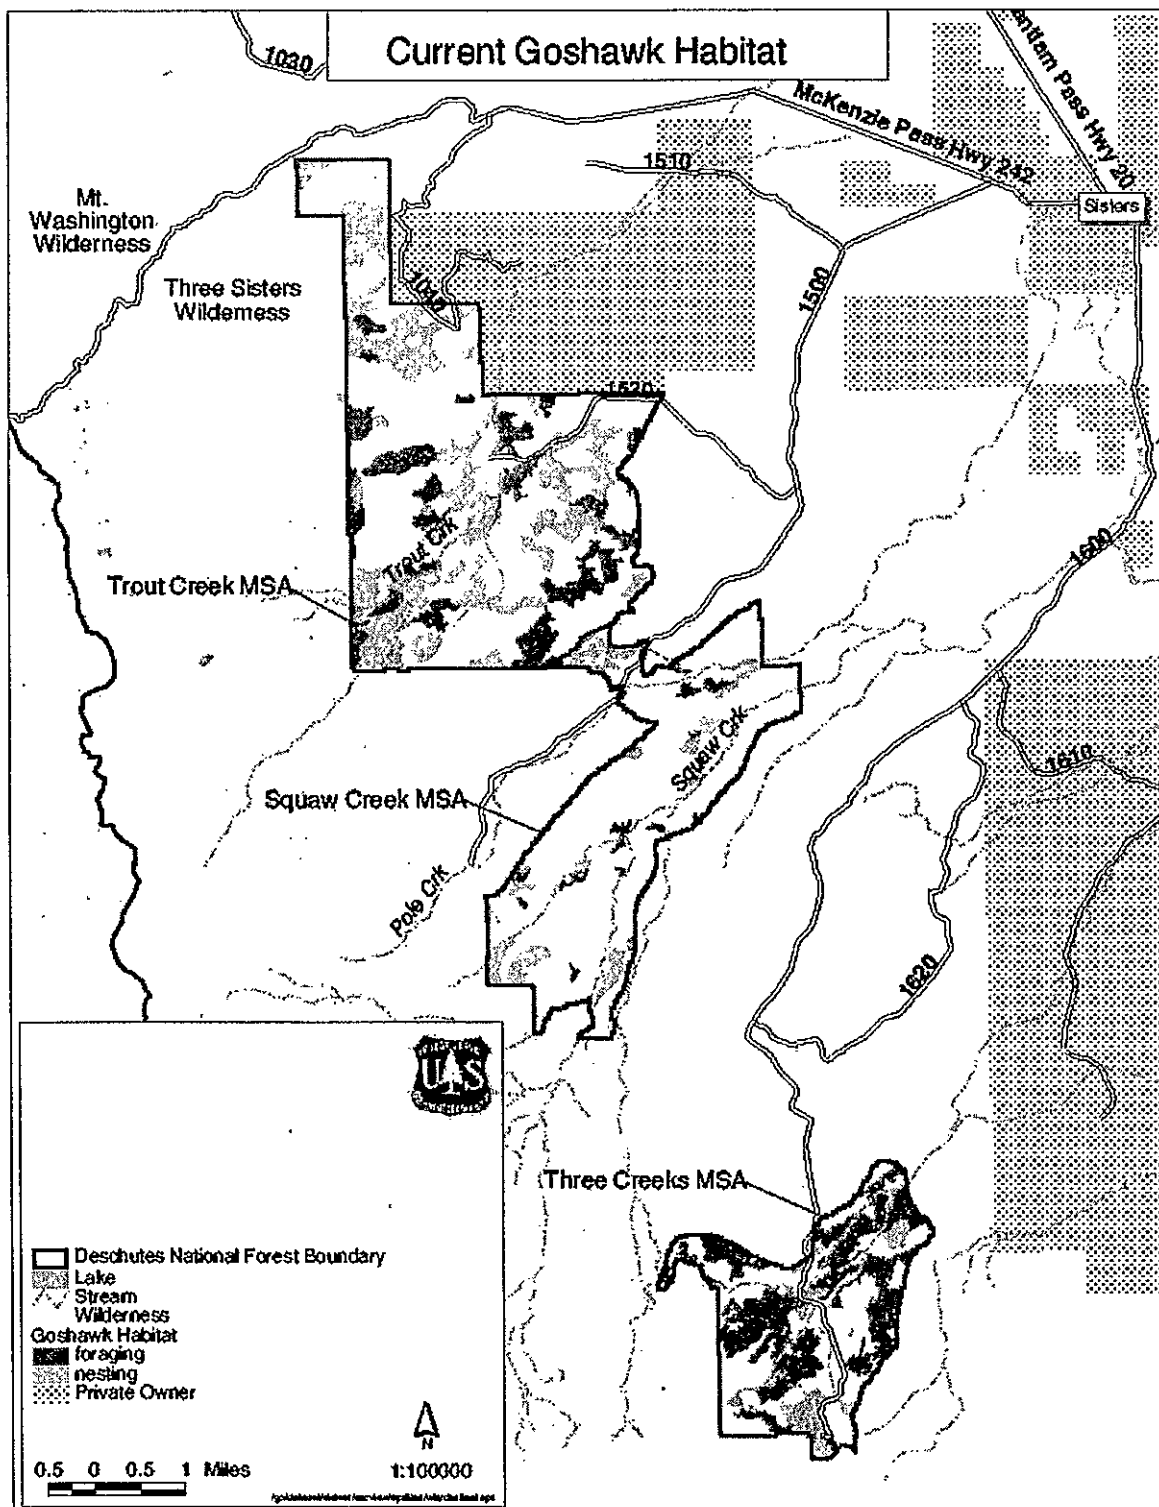 Current Goshawk Habitat
1030
McKenzie Pass Hwy 242
Pass Hwy 20
1510
Sisters
Mt.
Washington
Wilderness
Three Sisters
Wilderness
1040
1500
1520
Trout Crk
1600
Trout Creek MSA
Squaw Crk
1610
Squaw Creek MSA
Pole Crk
1620
US
Three Creeks MSA
Deschutes National Forest Boundary
Lake
Stream
Wilderness
Goshawk Habitat
foraging
nesting
Private Owner
N
0.5 0 0.5 1 Miles
1:100000